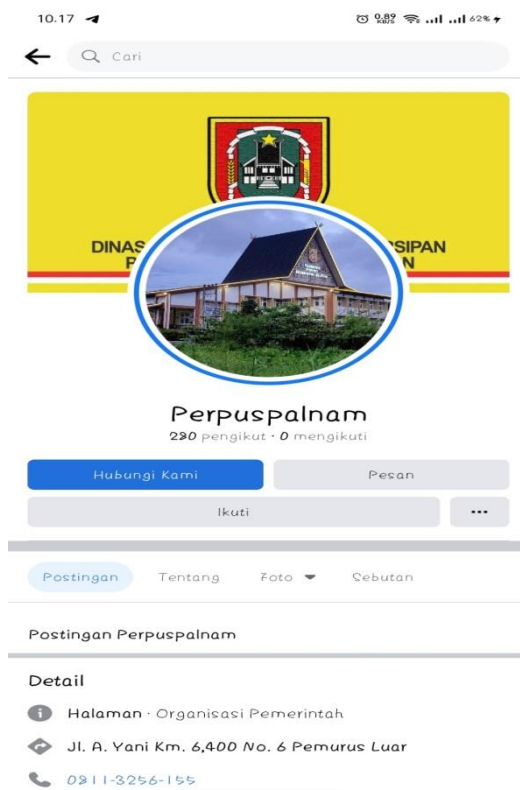 10.17
0,89 KB/S
62%
Cari
DINAS SIPAN
P N
Perpuspalnam
290 pengikut · 0 mengikuti
Hubungi Kami
Pesan
Ikuti
Postingan
Tentang
Foto
Sebutan
Postingan Perpuspalnam
Detail
Halaman · Organisasi Pemerintah
Jl. A. Yani Km. 6,400 No. 6 Pemurus Luar
0811-3256-155